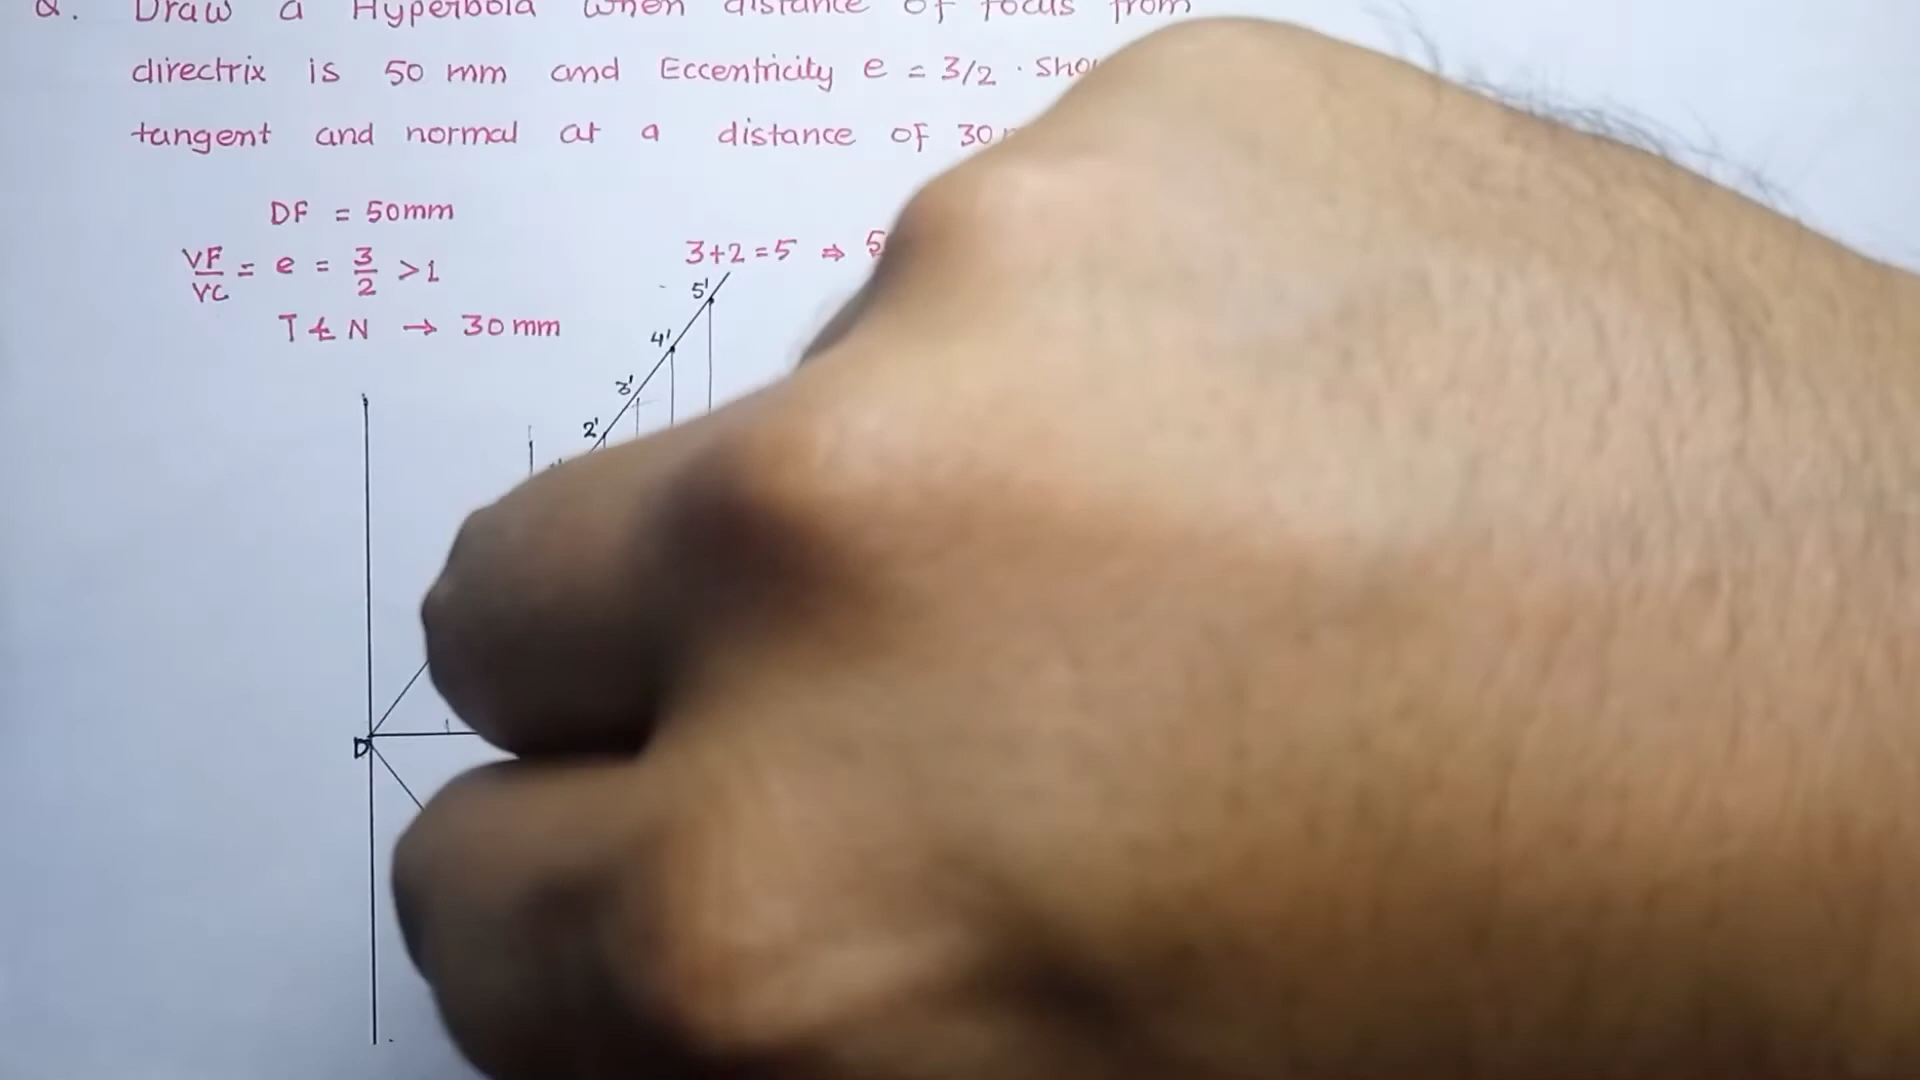 Q. Draw a Hyperbola when distance of focus from
directrix is 50 mm and Eccentricity e = 3/2 .
tangent and normal at a distance of 30
DF = 50mm
VF/VC = e = 3/2 >1
T & N → 30 mm
3+2=5 ⇒ 5
5'
4'
3'
2'
D